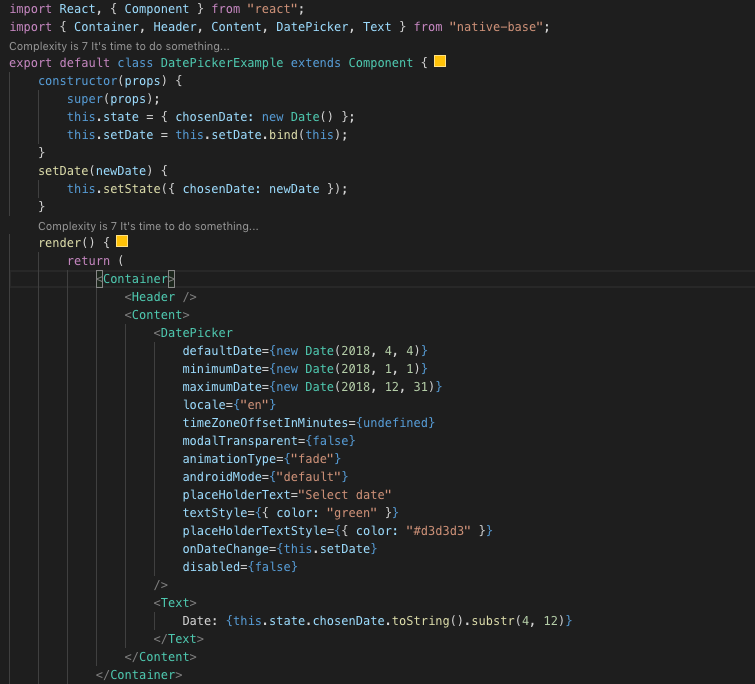 import React, { Component } from "react";
import { Container, Header, Content, DatePicker, Text } from "native-base";
Complexity is 7 It's time to do something...
export default class DatePickerExample extends Component {
    constructor(props) {
        super(props);
        this.state = { chosenDate: new Date() };
        this.setDate = this.setDate.bind(this);
    }
    setDate(newDate) {
        this.setState({ chosenDate: newDate });
    }
    Complexity is 7 It's time to do something...
    render() {
        return (
            <Container>
                <Header />
                <Content>
                    <DatePicker
                        defaultDate={new Date(2018, 4, 4)}
                        minimumDate={new Date(2018, 1, 1)}
                        maximumDate={new Date(2018, 12, 31)}
                        locale={"en"}
                        timeZoneOffsetInMinutes={undefined}
                        modalTransparent={false}
                        animationType={"fade"}
                        androidMode={"default"}
                        placeHolderText="Select date"
                        textStyle={{ color: "green" }}
                        placeHolderTextStyle={{ color: "#d3d3d3" }}
                        onDateChange={this.setDate}
                        disabled={false}
                    />
                    <Text>
                        Date: {this.state.chosenDate.toString().substr(4, 12)}
                    </Text>
                </Content>
            </Container>